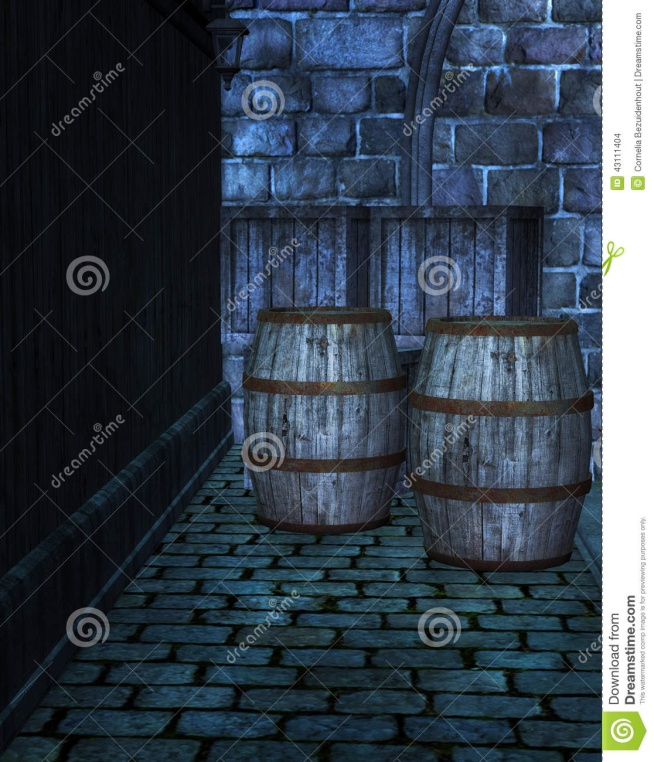 dreamstime
dreamstime
dreamstime
dreamstime
dreamstime
dreamstime
ID 43111404
© Cornelia Bezuidenhout | Dreamstime.com
Download from
Dreamstime.com
This watermarked comp image is for previewing purposes only.